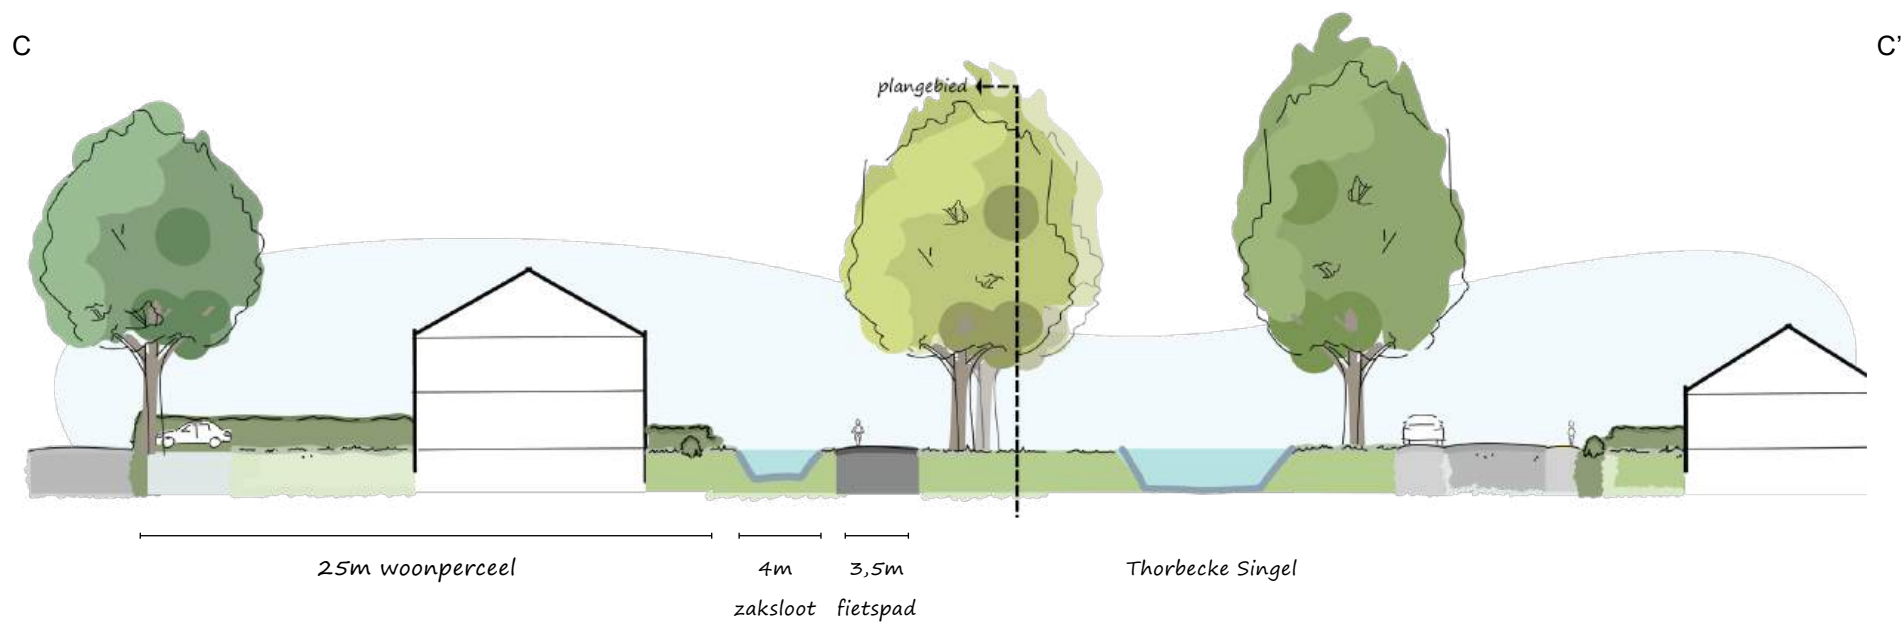 C
C'
plangebied
25m woonperceel
4m
zaksloot
3,5m
fietspad
Thorbecke Singel